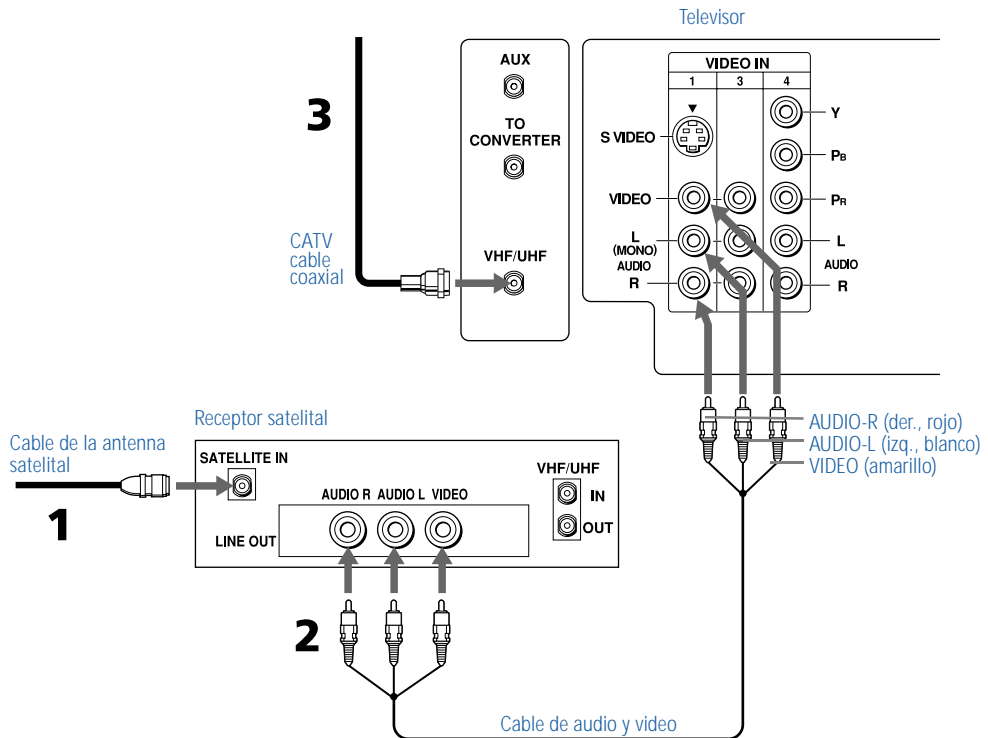 Televisor
3
AUX
TO
CONVERTER
VHF/UHF
CATV
cable
coaxial
VIDEO IN
1 3 4
S VIDEO
VIDEO
L
(MONO)
AUDIO
R
Y
PB
PR
L
AUDIO
R
AUDIO-R (der., rojo)
AUDIO-L (izq., blanco)
VIDEO (amarillo)
Receptor satelital
Cable de la antenna
satelital
1
SATELLITE IN
AUDIO R AUDIO L VIDEO
LINE OUT
VHF/UHF
IN
OUT
2
Cable de audio y video